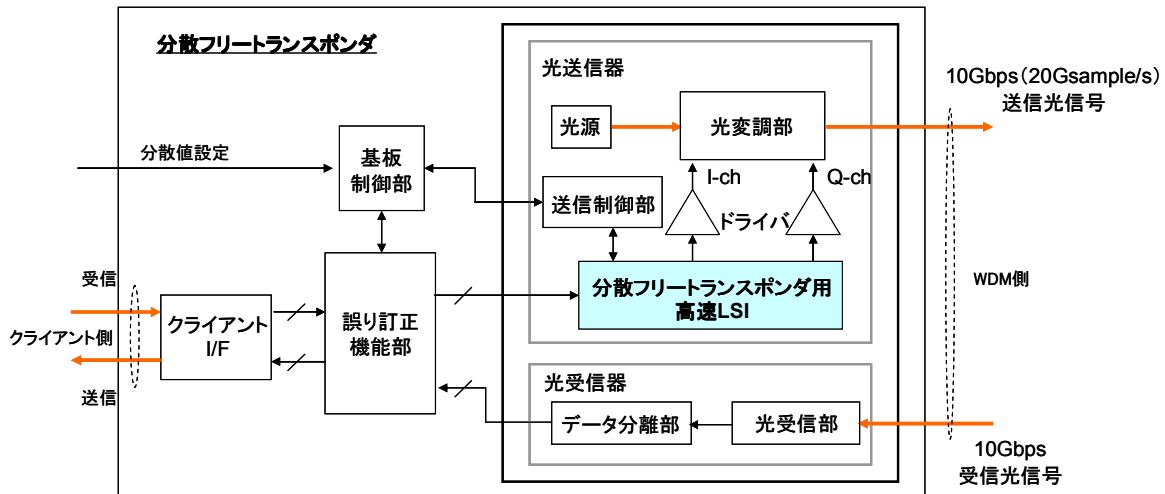 分散フリートランスポンダ
光送信器
10Gbps(20Gsample/s)
送信光信号
光源
光変調部
分散値設定
基板
制御部
I-ch
Q-ch
送信制御部
ドライバ
受信
分散フリートランスポンダ用
高速LSI
WDM側
クライアント側
クライアント
I/F
誤り訂正
機能部
送信
光受信器
データ分離部
光受信部
10Gbps
受信光信号